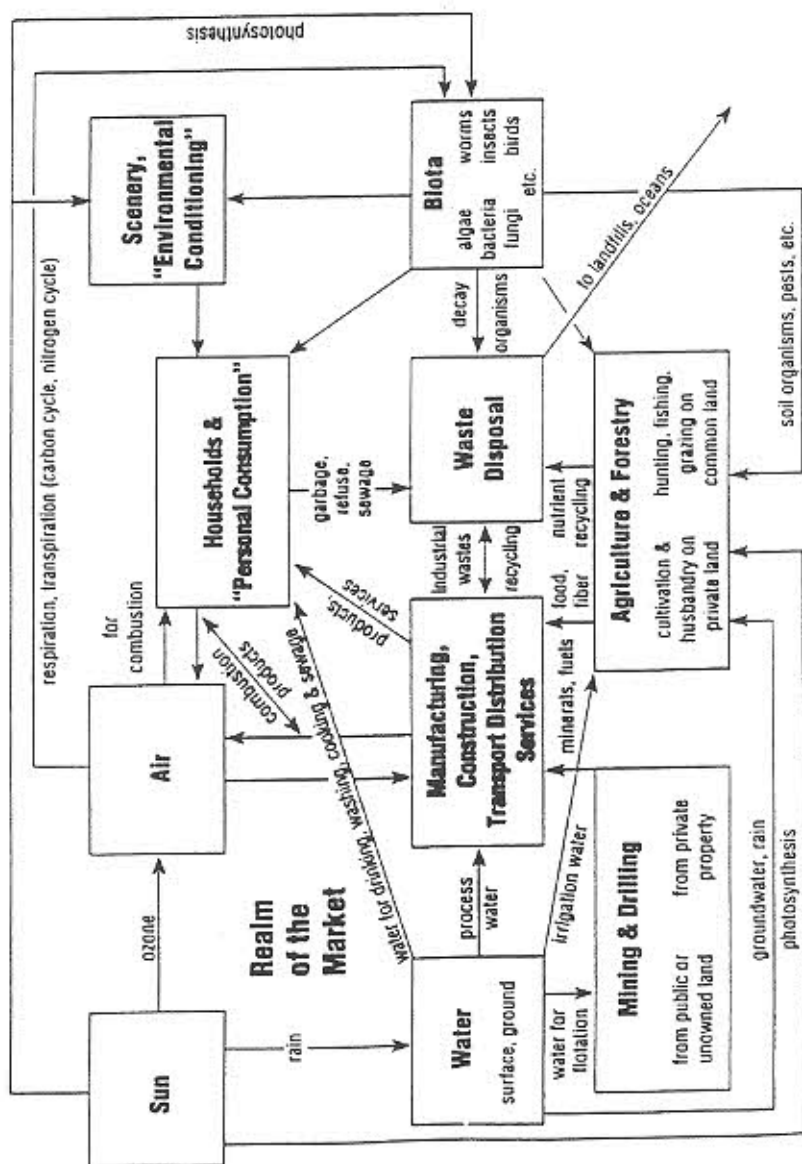 photosynthesis
respiration, transpiration (carbon cycle, nitrogen cycle)
Sun
ozone
Air
for
combustion
Scenery,
"Environmental
Conditioning"
Households &
"Personal Consumption"
combustion
products
rain
Realm
of the
Market
water for drinking, washing, cooking & sewage
products,
services
garbage,
refuse,
sewage
Water
surface, ground
process
water
Manufacturing,
Construction,
Transport Distribution
Services
Industrial
wastes
recycling
Waste
Disposal
decay
organisms
Biota
algae worms
bacteria insects
fungi birds
etc.
water for
flotation
irrigation water
minerals, fuels
food,
fiber
nutrient
recycling
to landfills, oceans
Mining & Drilling
from public or from private
unowned land property
Agriculture & Forestry
cultivation & hunting, fishing,
husbandry on grazing on
private land common land
soil organisms, pests, etc.
groundwater, rain
photosynthesis